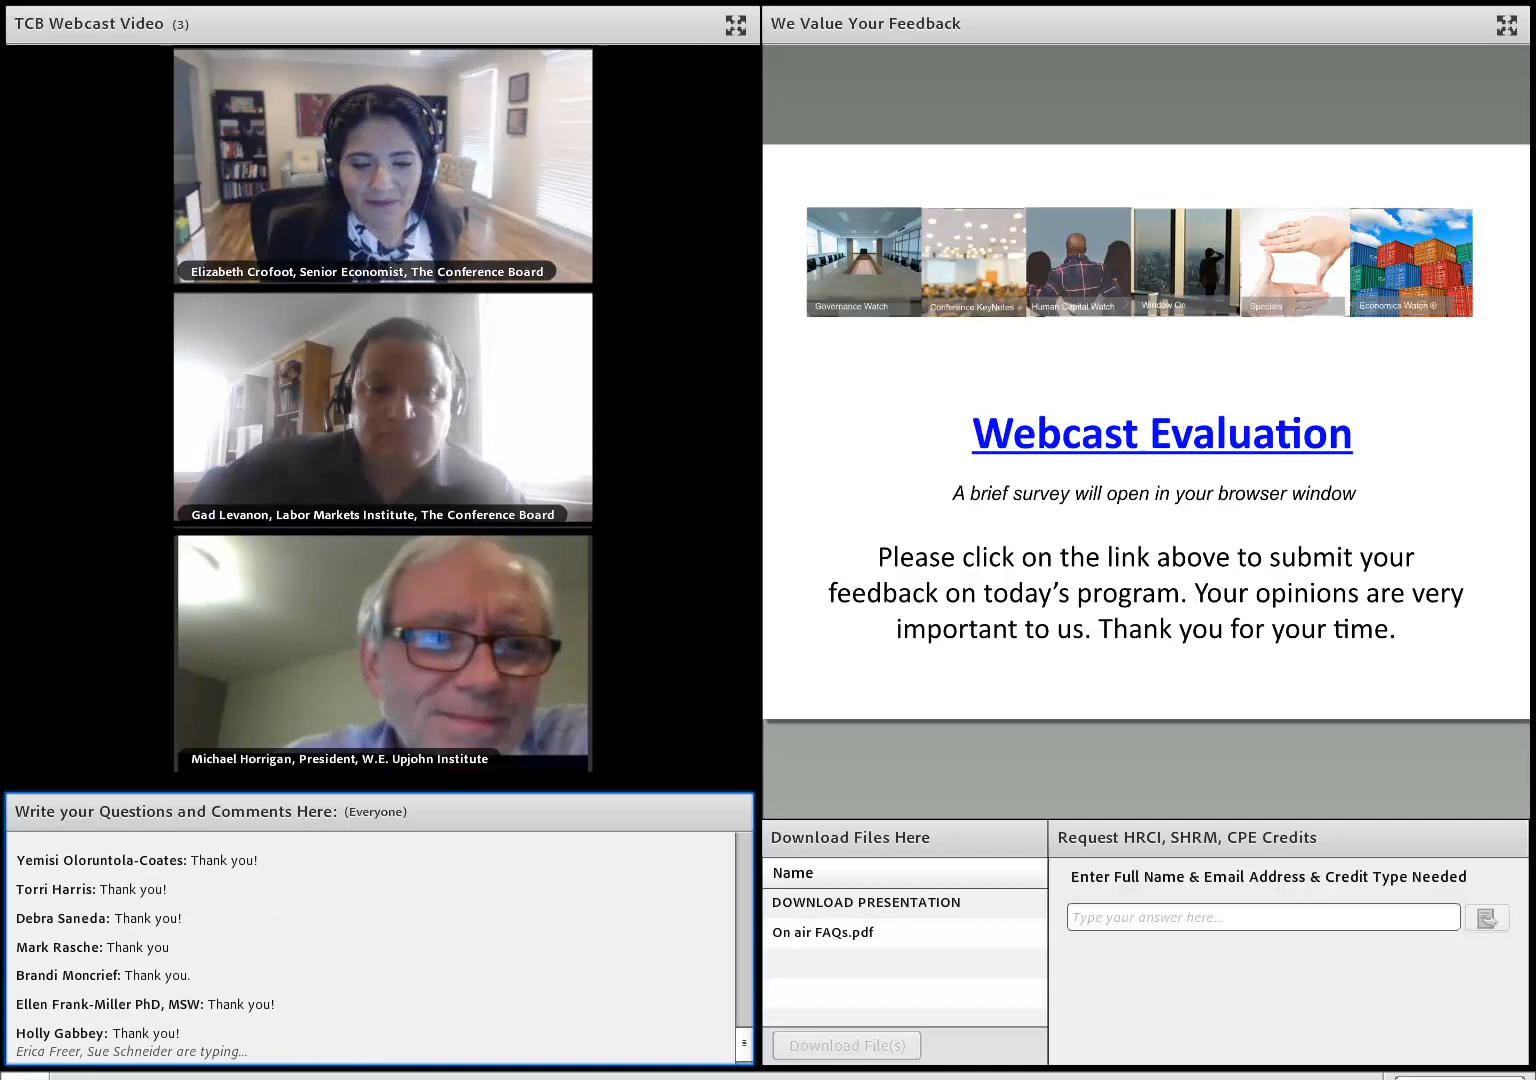 TCB Webcast Video (3)
Elizabeth Crofoot, Senior Economist, The Conference Board
Gad Levanon, Labor Markets Institute, The Conference Board
Michael Horrigan, President, W.E. Upjohn Institute
Write your Questions and Comments Here: (Everyone)
Yemisi Oloruntola-Coates: Thank you!
Torri Harris: Thank you!
Debra Saneda: Thank you!
Mark Rasche: Thank you
Brandi Moncrief: Thank you.
Ellen Frank-Miller PhD, MSW: Thank you!
Holly Gabbey: Thank you!
Erica Freer, Sue Schneider are typing...
We Value Your Feedback
Governance Watch
Conference KeyNotes
Human Capital Watch
Window On
Specials
Economics Watch ®
Webcast Evaluation
A brief survey will open in your browser window
Please click on the link above to submit your
feedback on today’s program. Your opinions are very
important to us. Thank you for your time.
Download Files Here
Name
DOWNLOAD PRESENTATION
On air FAQs.pdf
Download File(s)
Request HRCI, SHRM, CPE Credits
Enter Full Name & Email Address & Credit Type Needed
Type your answer here...